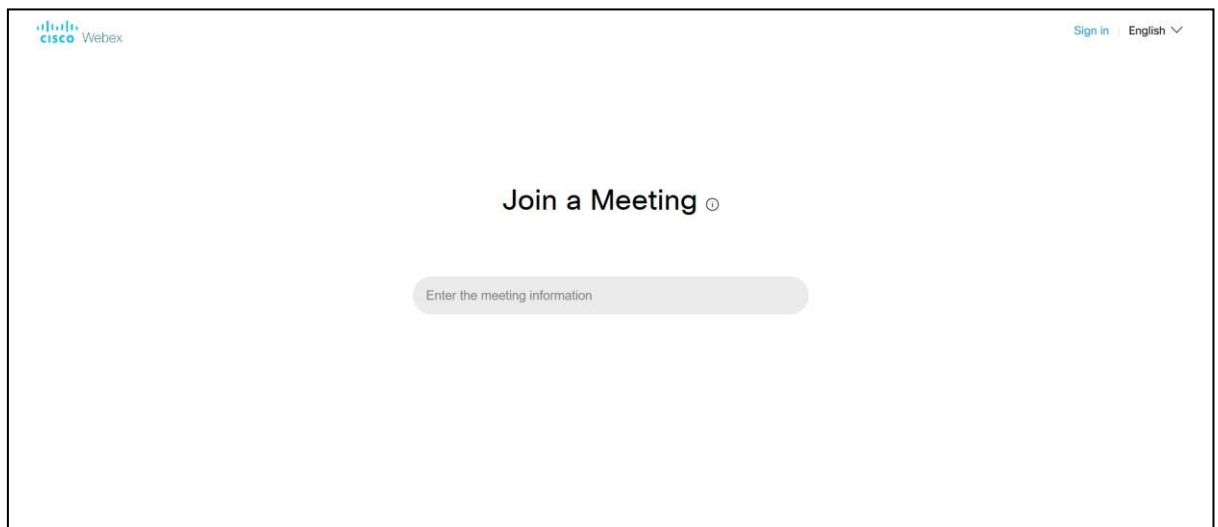 cisco Webex
Sign in English
Join a Meeting
Enter the meeting information